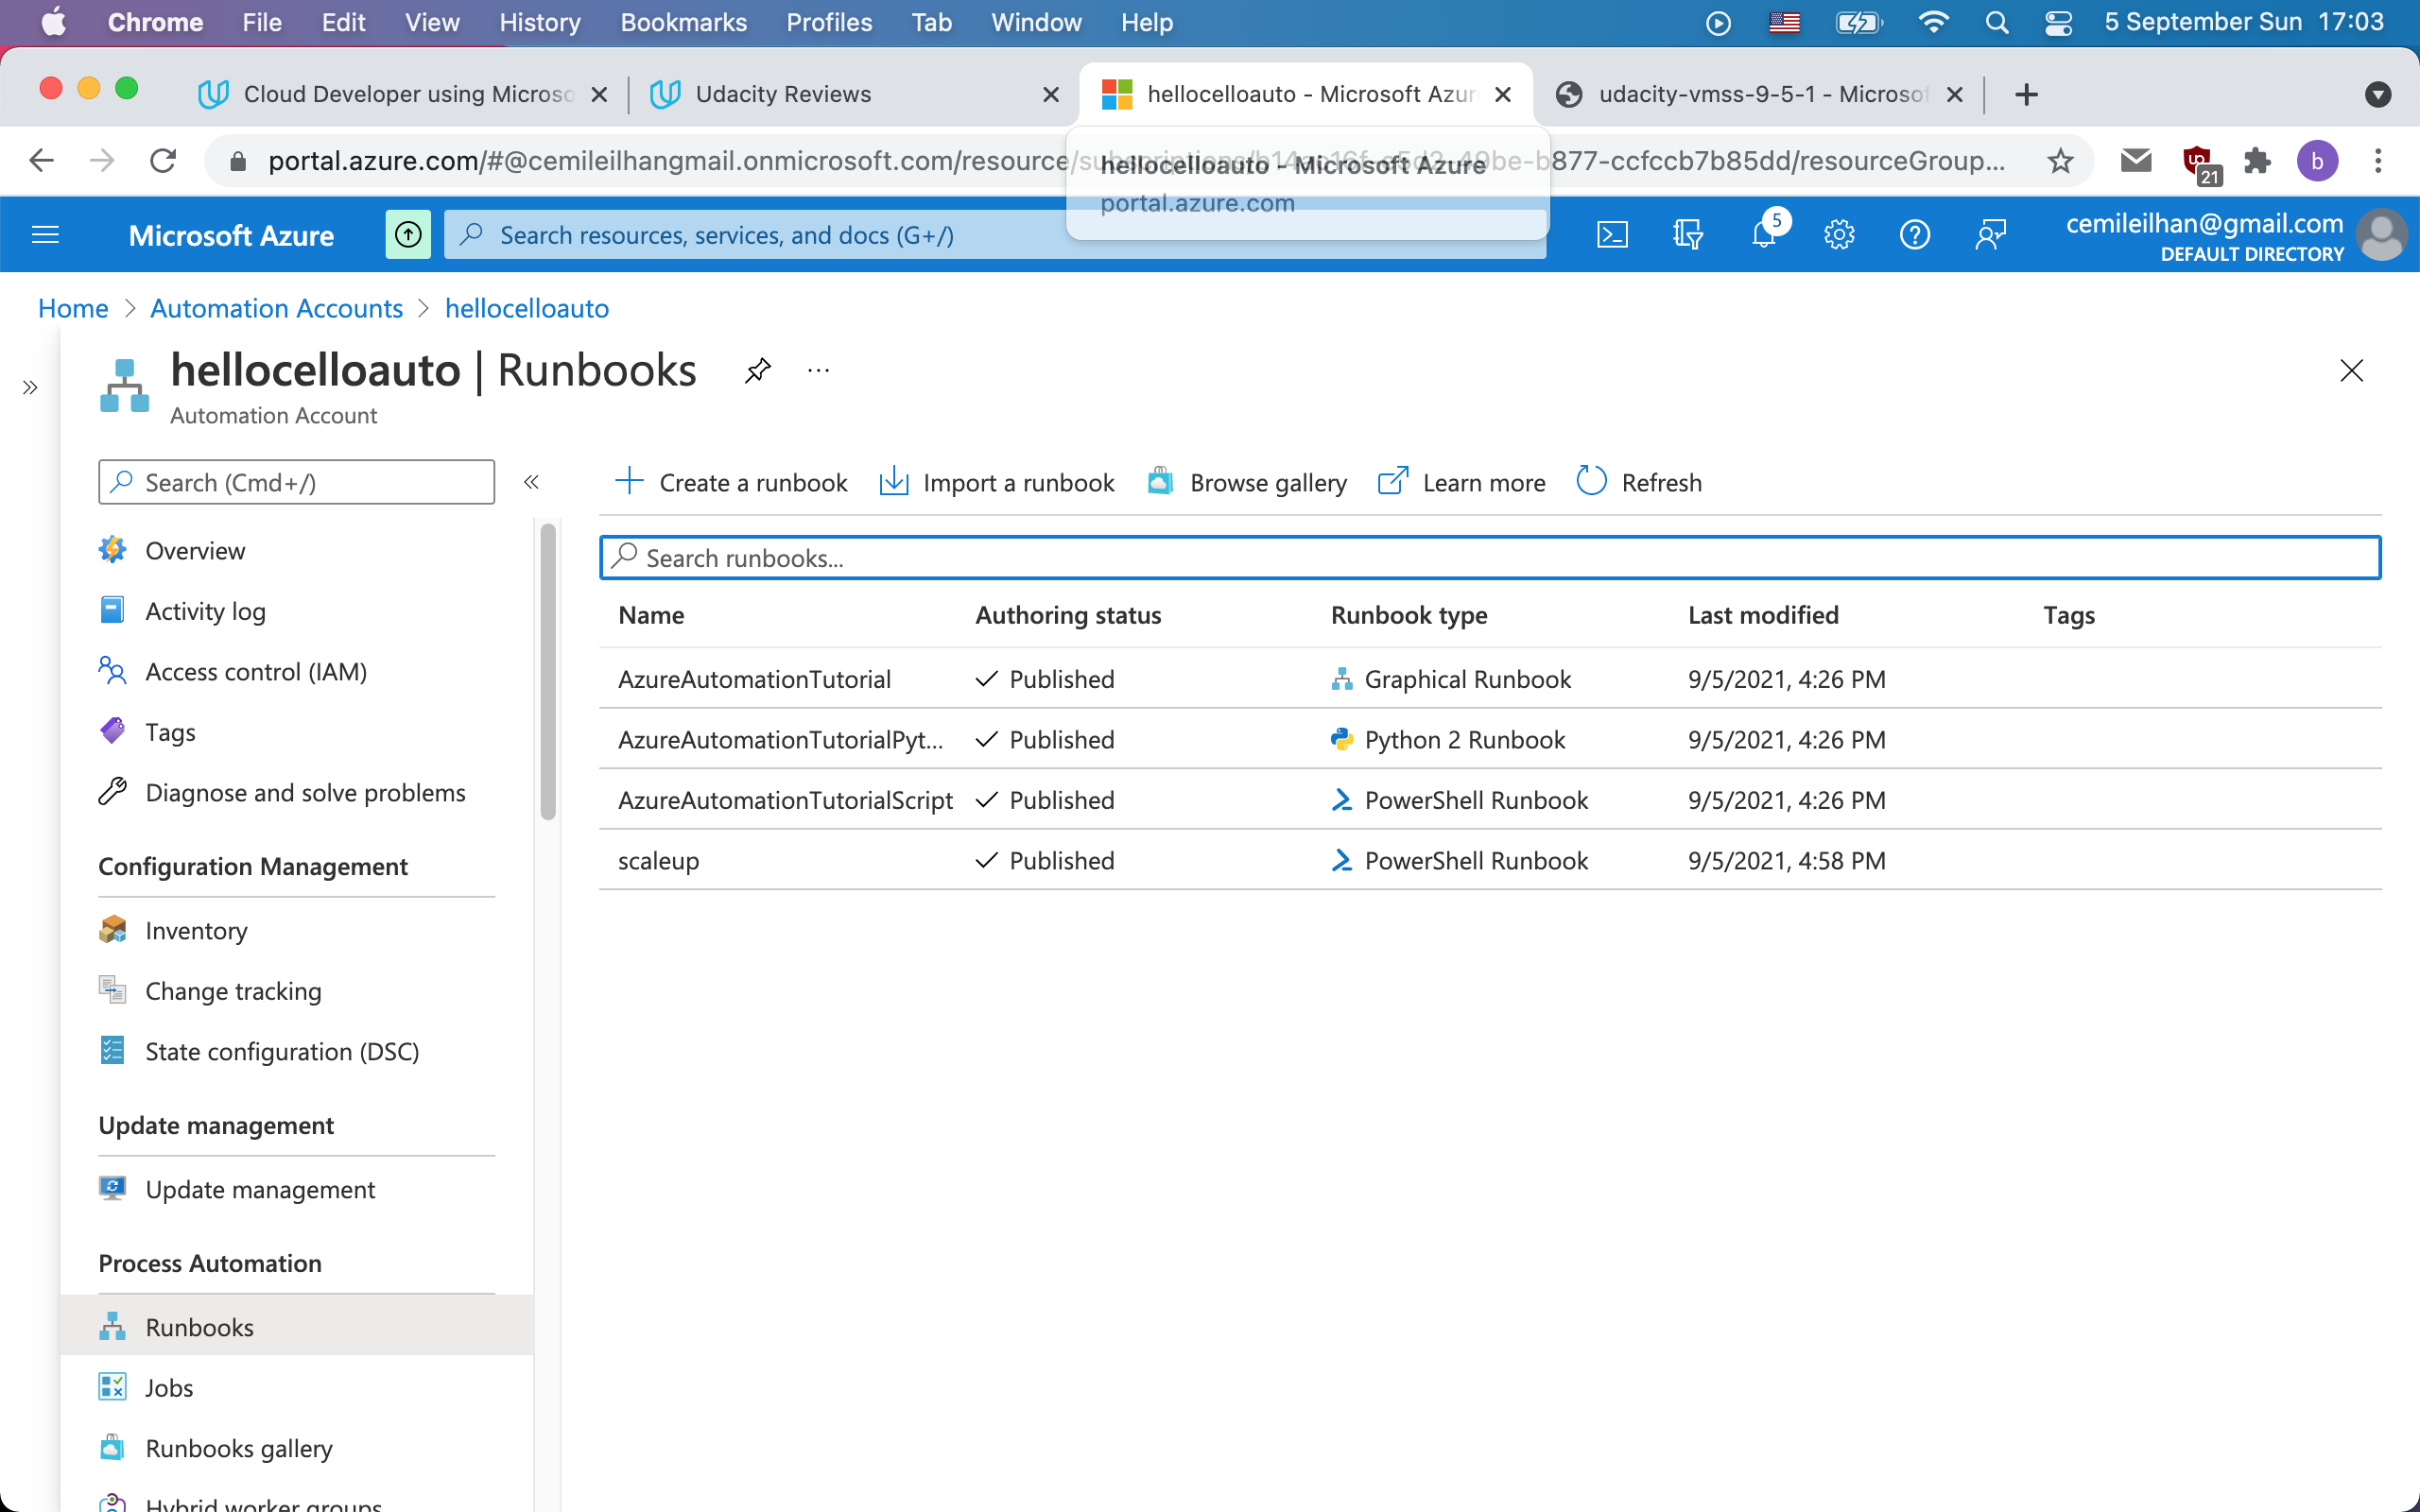 Chrome File Edit View History Bookmarks Profiles Tab Window Help 5 September Sun 17:03
Cloud Developer using Microso Udacity Reviews hellocelloauto - Microsoft Azur udacity-vmss-9-5-1 - Microsof
portal.azure.com/#@cemileilhangmail.onmicrosoft.com/resource/ b877-ccfccb7b85dd/resourceGroup... 21 b
hellocelloauto - Microsoft Azure
portal.azure.com
Microsoft Azure Search resources, services, and docs (G+/) 5 cemileilhan@gmail.com
DEFAULT DIRECTORY
Home > Automation Accounts > hellocelloauto
hellocelloauto | Runbooks ...
Automation Account
Search (Cmd+/) «
Overview
Activity log
Access control (IAM)
Tags
Diagnose and solve problems
Configuration Management
Inventory
Change tracking
State configuration (DSC)
Update management
Update management
Process Automation
Runbooks
Jobs
Runbooks gallery
Hybrid worker groups
Create a runbook Import a runbook Browse gallery Learn more Refresh
Search runbooks...
Name Authoring status Runbook type Last modified Tags
AzureAutomationTutorial Published Graphical Runbook 9/5/2021, 4:26 PM
AzureAutomationTutorialPyt... Published Python 2 Runbook 9/5/2021, 4:26 PM
AzureAutomationTutorialScript Published PowerShell Runbook 9/5/2021, 4:26 PM
scaleup Published PowerShell Runbook 9/5/2021, 4:58 PM